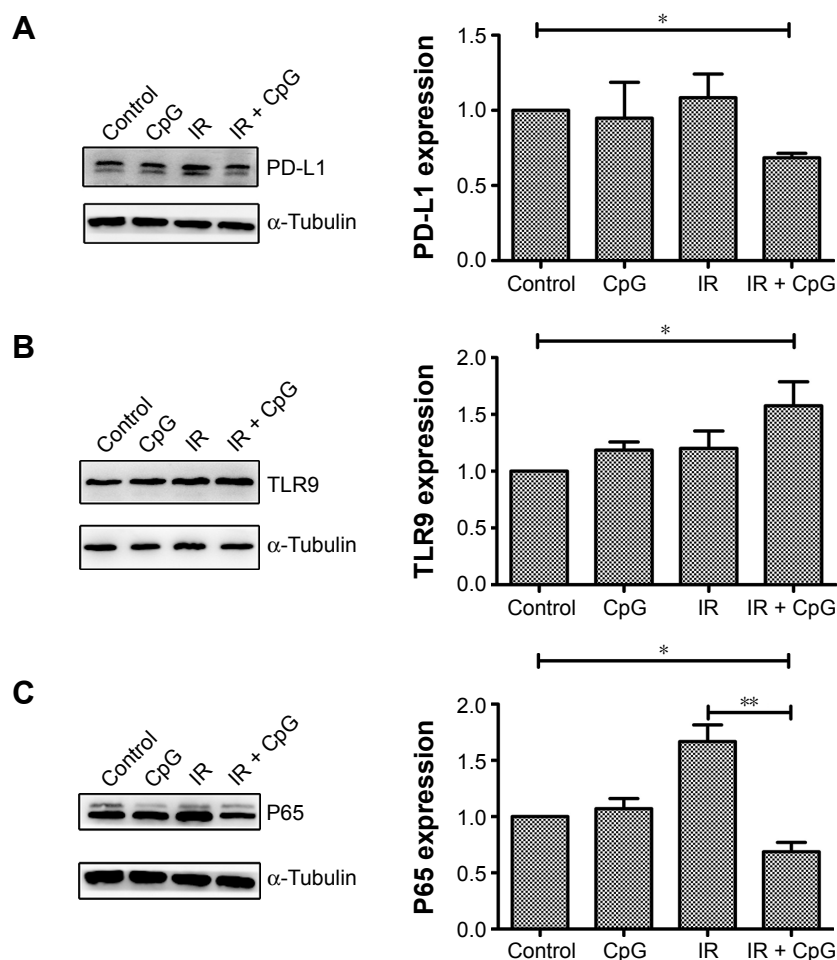 A
Control
CpG
IR
IR + CpG
PD-L1
α-Tubulin
PD-L1 expression
1.5
1.0
0.5
0.0
*
Control CpG IR IR + CpG
B
Control
CpG
IR
IR + CpG
TLR9
α-Tubulin
TLR9 expression
2.0
1.5
1.0
0.5
0.0
*
Control CpG IR IR + CpG
C
Control
CpG
IR
IR + CpG
P65
α-Tubulin
P65 expression
2.0
1.5
1.0
0.5
0.0
*
**
Control CpG IR IR + CpG